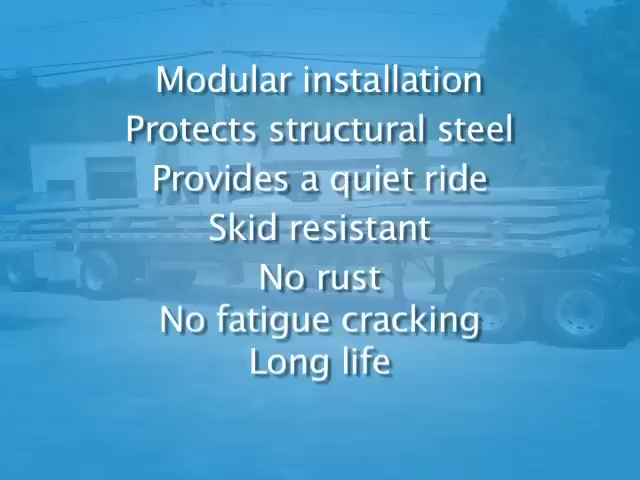 Modular installation
Protects structural steel
Provides a quiet ride
Skid resistant
No rust
No fatigue cracking
Long life